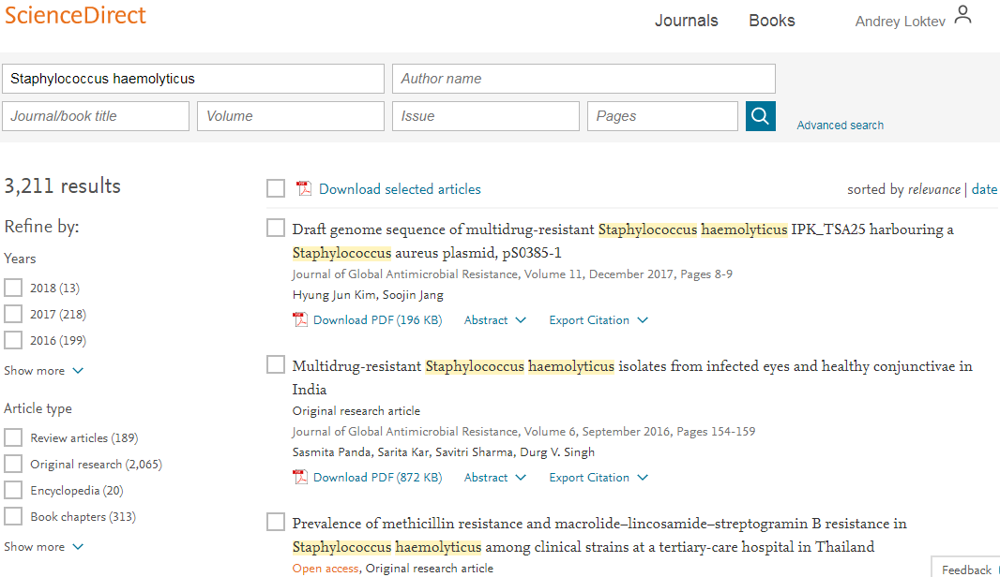 ScienceDirect
Journals Books Andrey Loktev
Staphylococcus haemolyticus Author name
Journal/book title Volume Issue Pages Advanced search
3,211 results
Refine by:
Years
2018 (13)
2017 (218)
2016 (199)
Show more
Article type
Review articles (189)
Original research (2,065)
Encyclopedia (20)
Book chapters (313)
Show more
Download selected articles sorted by relevance | date
Draft genome sequence of multidrug-resistant Staphylococcus haemolyticus IPK_TSA25 harbouring a
Staphylococcus aureus plasmid, pS0385-1
Journal of Global Antimicrobial Resistance, Volume 11, December 2017, Pages 8-9
Hyung Jun Kim, Soojin Jang
Download PDF (196 KB) Abstract Export Citation
Multidrug-resistant Staphylococcus haemolyticus isolates from infected eyes and healthy conjunctivae in
India
Original research article
Journal of Global Antimicrobial Resistance, Volume 6, September 2016, Pages 154-159
Sasmita Panda, Sarita Kar, Savitri Sharma, Durg V. Singh
Download PDF (872 KB) Abstract Export Citation
Prevalence of methicillin resistance and macrolide–lincosamide–streptogramin B resistance in
Staphylococcus haemolyticus among clinical strains at a tertiary-care hospital in Thailand
Open access, Original research article
Feedback